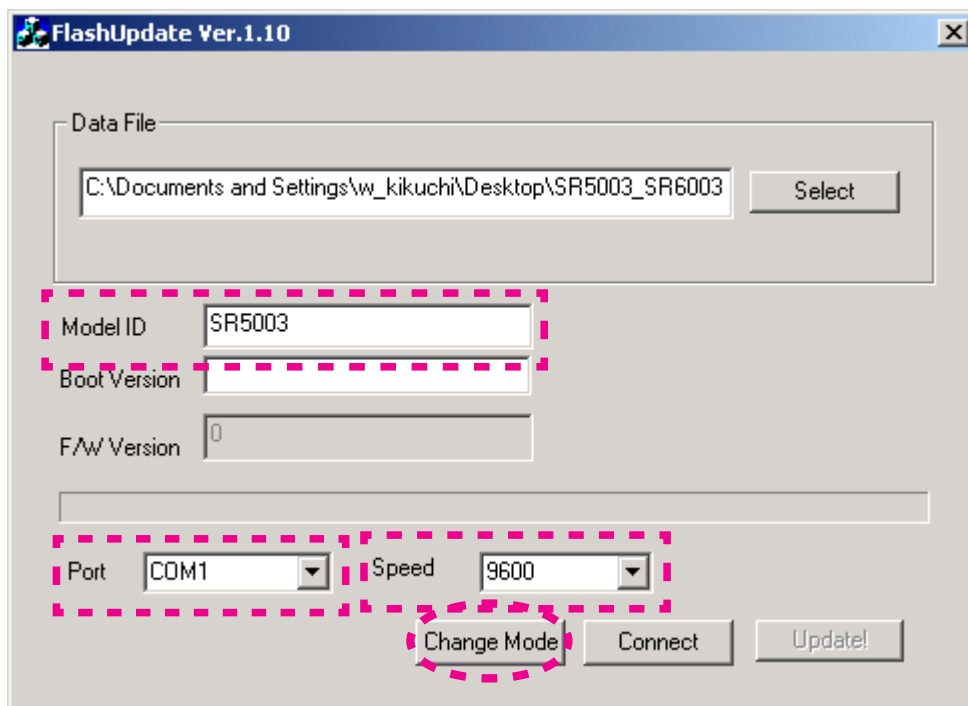 FlashUpdate Ver.1.10
Data File
C:\Documents and Settings\w_kikuchi\Desktop\SR5003_SR6003
Select
Model ID
SR5003
Boot Version
F/W Version
0
Port
COM1
Speed
9600
Change Mode
Connect
Update!